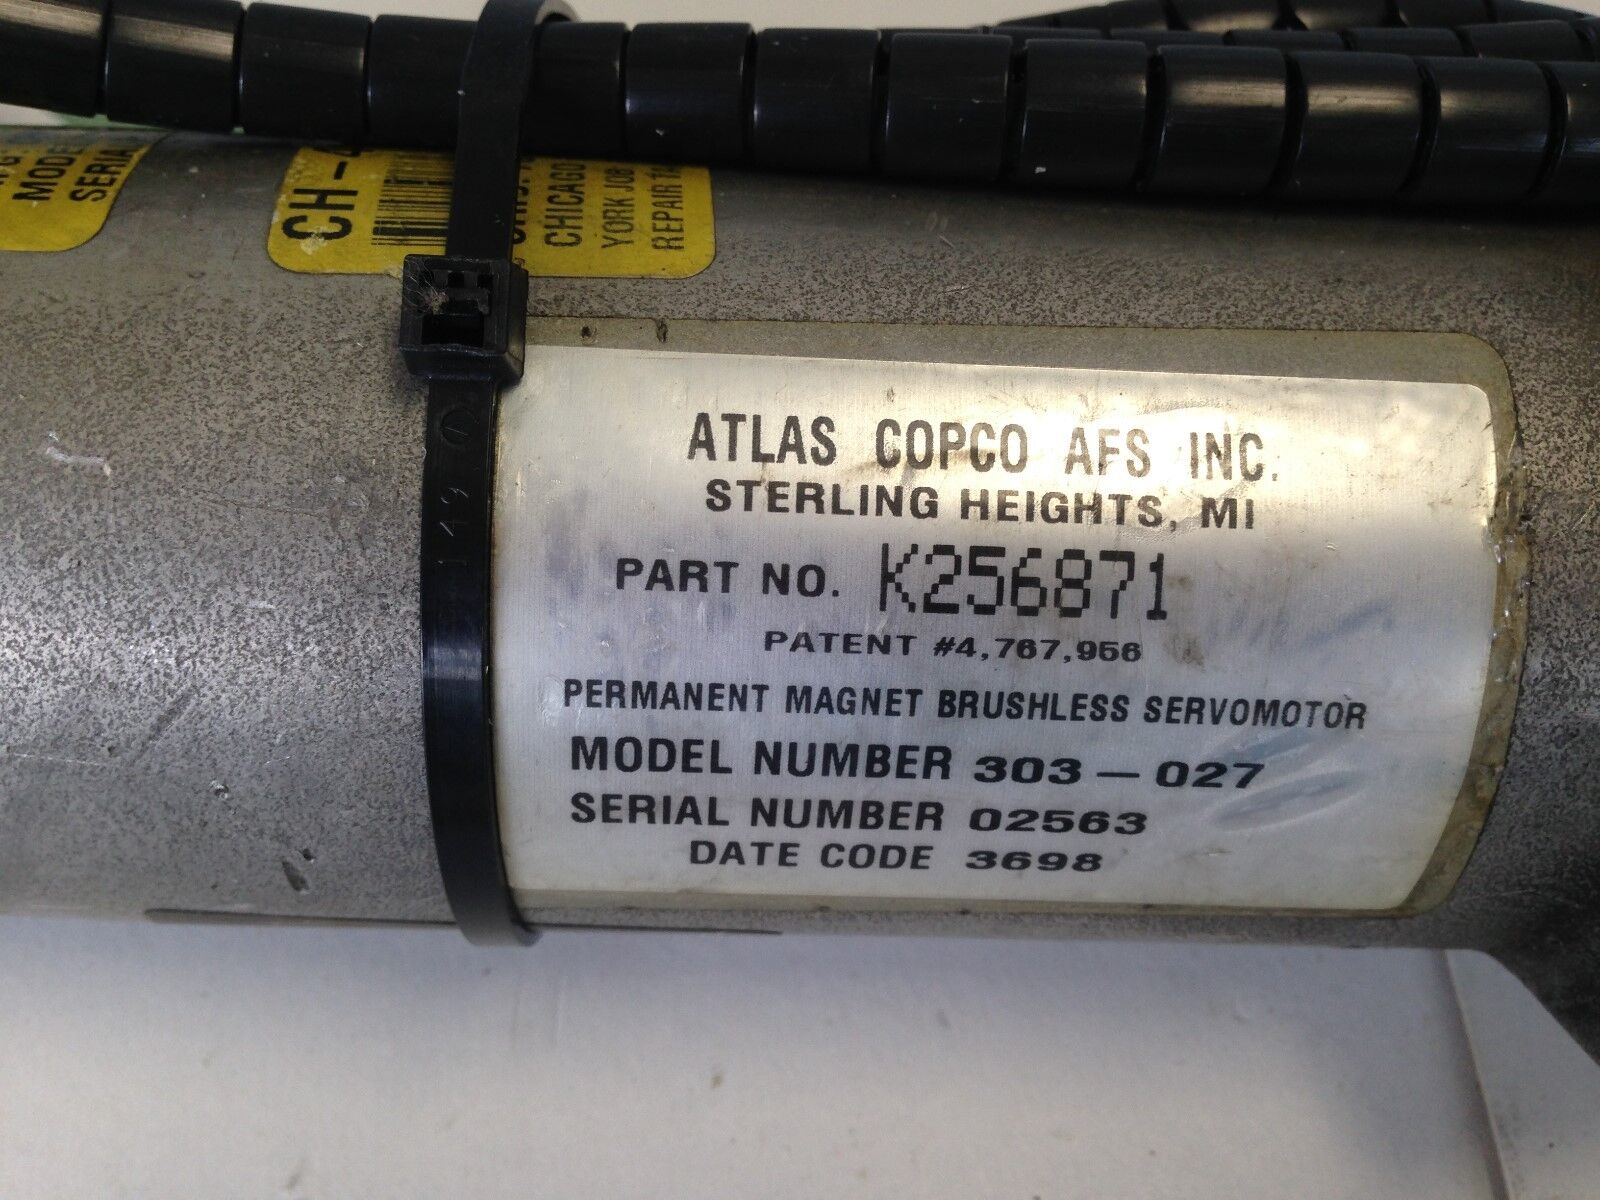 MODE
SERIA
CH-
CHICAGO
YORK JOB
REPAIR
ATLAS COPCO AFS INC.
STERLING HEIGHTS, MI
PART NO. K256871
PATENT #4,767,956
PERMANENT MAGNET BRUSHLESS SERVOMOTOR
MODEL NUMBER 303-027
SERIAL NUMBER 02563
DATE CODE 3698